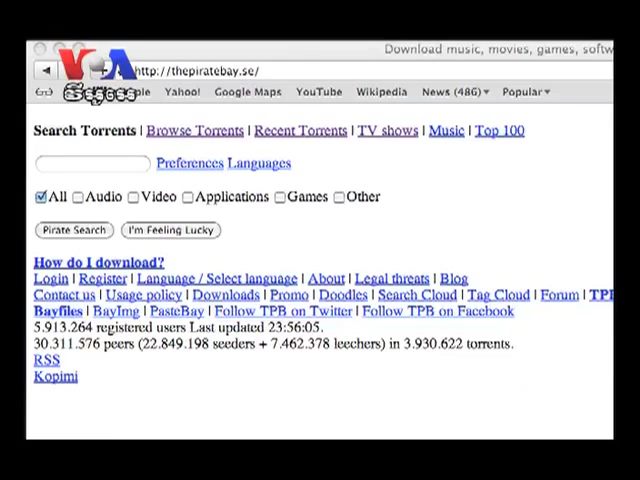 Download music, movies, games, softw
VOA
http://thepiratebay.se/
Yahoo! Google Maps YouTube Wikipedia News (486) Popular
Search Torrents | Browse Torrents | Recent Torrents | TV shows | Music | Top 100
Preferences Languages
All Audio Video Applications Games Other
Pirate Search I'm Feeling Lucky
How do I download?
Login | Register | Language / Select language | About | Legal threats | Blog
Contact us | Usage policy | Downloads | Promo | Doodles | Search Cloud | Tag Cloud | Forum | TPB
Bayfiles | BayImg | PasteBay | Follow TPB on Twitter | Follow TPB on Facebook
5.913.264 registered users Last updated 23:56:05.
30.311.576 peers (22.849.198 seeders + 7.462.378 leechers) in 3.930.622 torrents.
RSS
Kopimi